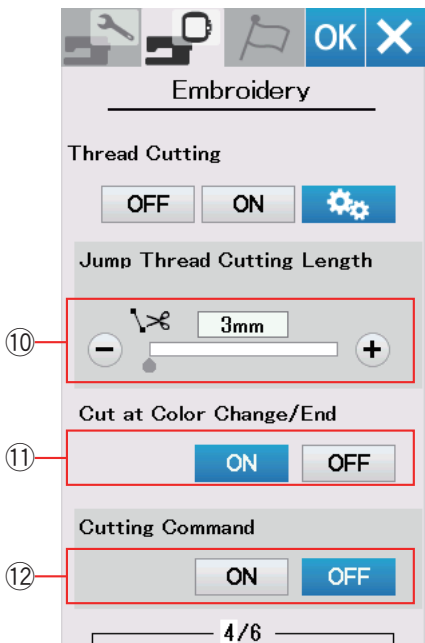 OK X
Embroidery
Thread Cutting
OFF ON
Jump Thread Cutting Length
⑩ 3mm
− +
Cut at Color Change/End
⑪ ON OFF
Cutting Command
⑫ ON OFF
4/6